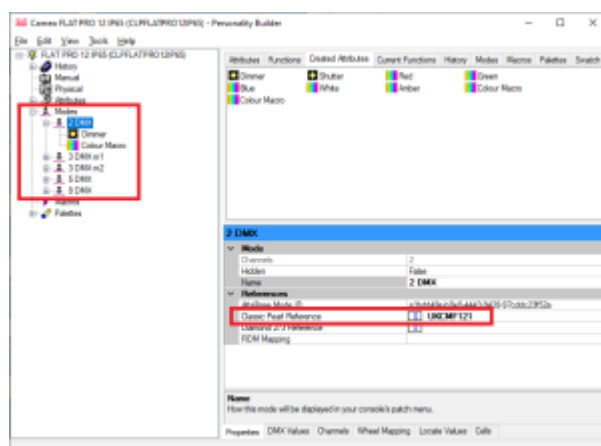 Cameo FLAT PRO 12 IP65 (CLPFLATPRO12IP65) - Personality Builder
File Edit View Tools Help
FLAT PRO 12 IP65 (CLPFLATPRO12IP65)
History
Manual
Physical
Attributes
Modes
2 DMX
Dimmer
Colour Macro
2 DMX m1
3 DMX m2
5 DMX
8 DMX
Macros
Palettes
Attributes Functions Created Attributes Current Functions History Modes Macros Palettes Swatch
Dimmer Shutter Red Green
Blue White Amber Colour Macro
Colour Macro
2 DMX
Mode
Channels 2
Hidden False
Name 2 DMX
References
Classic Pearl Reference UKCMF121
Diamond 2/3 Reference
RDM Mapping
Name
How this mode will be displayed in your console's patch menu.
Properties DMX Values Channels Wheel Mapping Locate Values Cells